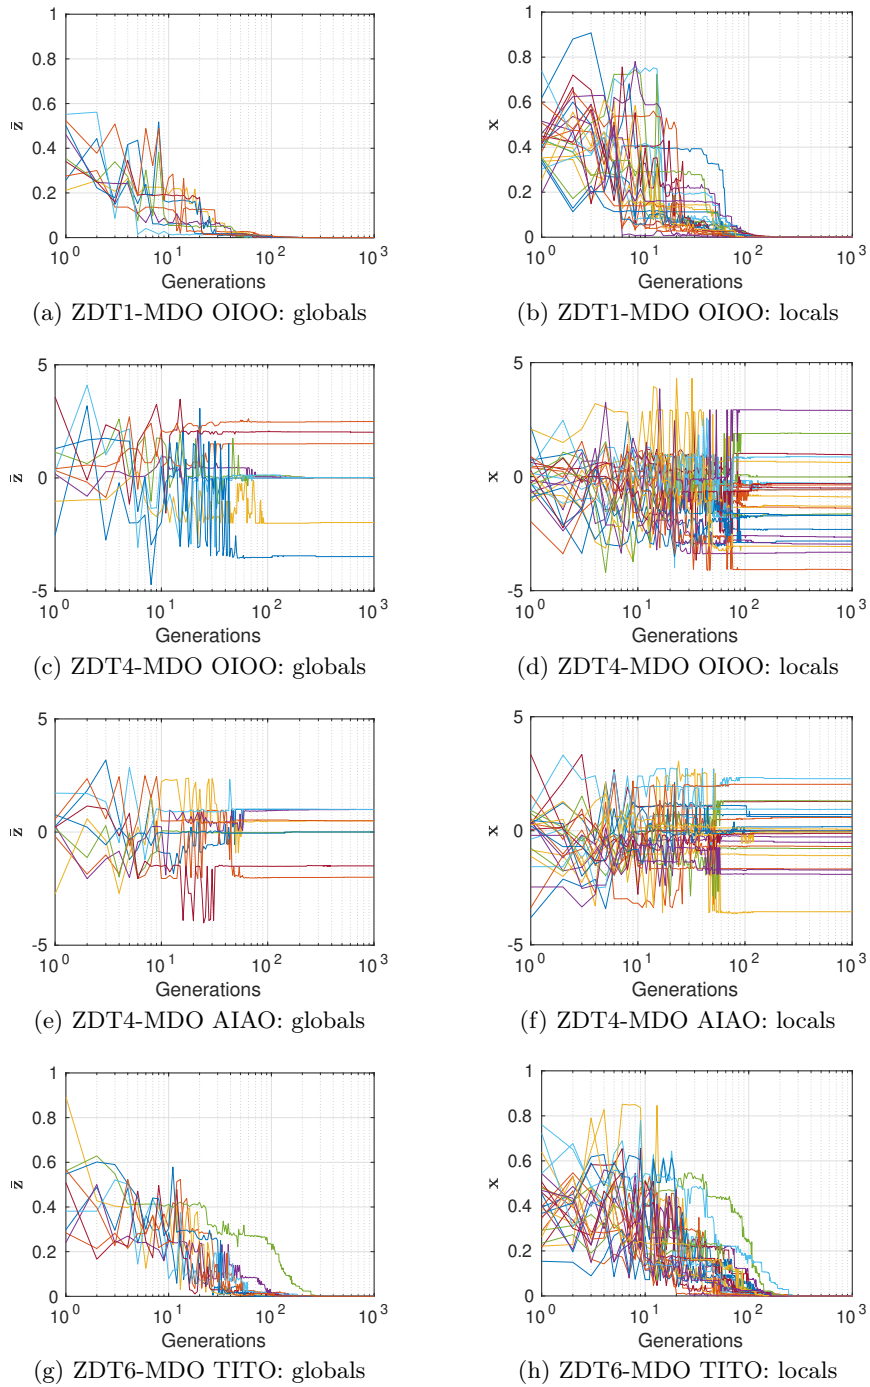 1
0.8
0.6
0.4
0.2
0
z̄
10^0 10^1 10^2 10^3
Generations
(a) ZDT1-MDO OIOO: globals
1
0.8
0.6
0.4
0.2
0
x
10^0 10^1 10^2 10^3
Generations
(b) ZDT1-MDO OIOO: locals
5
0
-5
z̄
10^0 10^1 10^2 10^3
Generations
(c) ZDT4-MDO OIOO: globals
5
0
-5
x
10^0 10^1 10^2 10^3
Generations
(d) ZDT4-MDO OIOO: locals
5
0
-5
z̄
10^0 10^1 10^2 10^3
Generations
(e) ZDT4-MDO AIAO: globals
5
0
-5
x
10^0 10^1 10^2 10^3
Generations
(f) ZDT4-MDO AIAO: locals
1
0.8
0.6
0.4
0.2
0
z̄
10^0 10^1 10^2 10^3
Generations
(g) ZDT6-MDO TITO: globals
1
0.8
0.6
0.4
0.2
0
x
10^0 10^1 10^2 10^3
Generations
(h) ZDT6-MDO TITO: locals